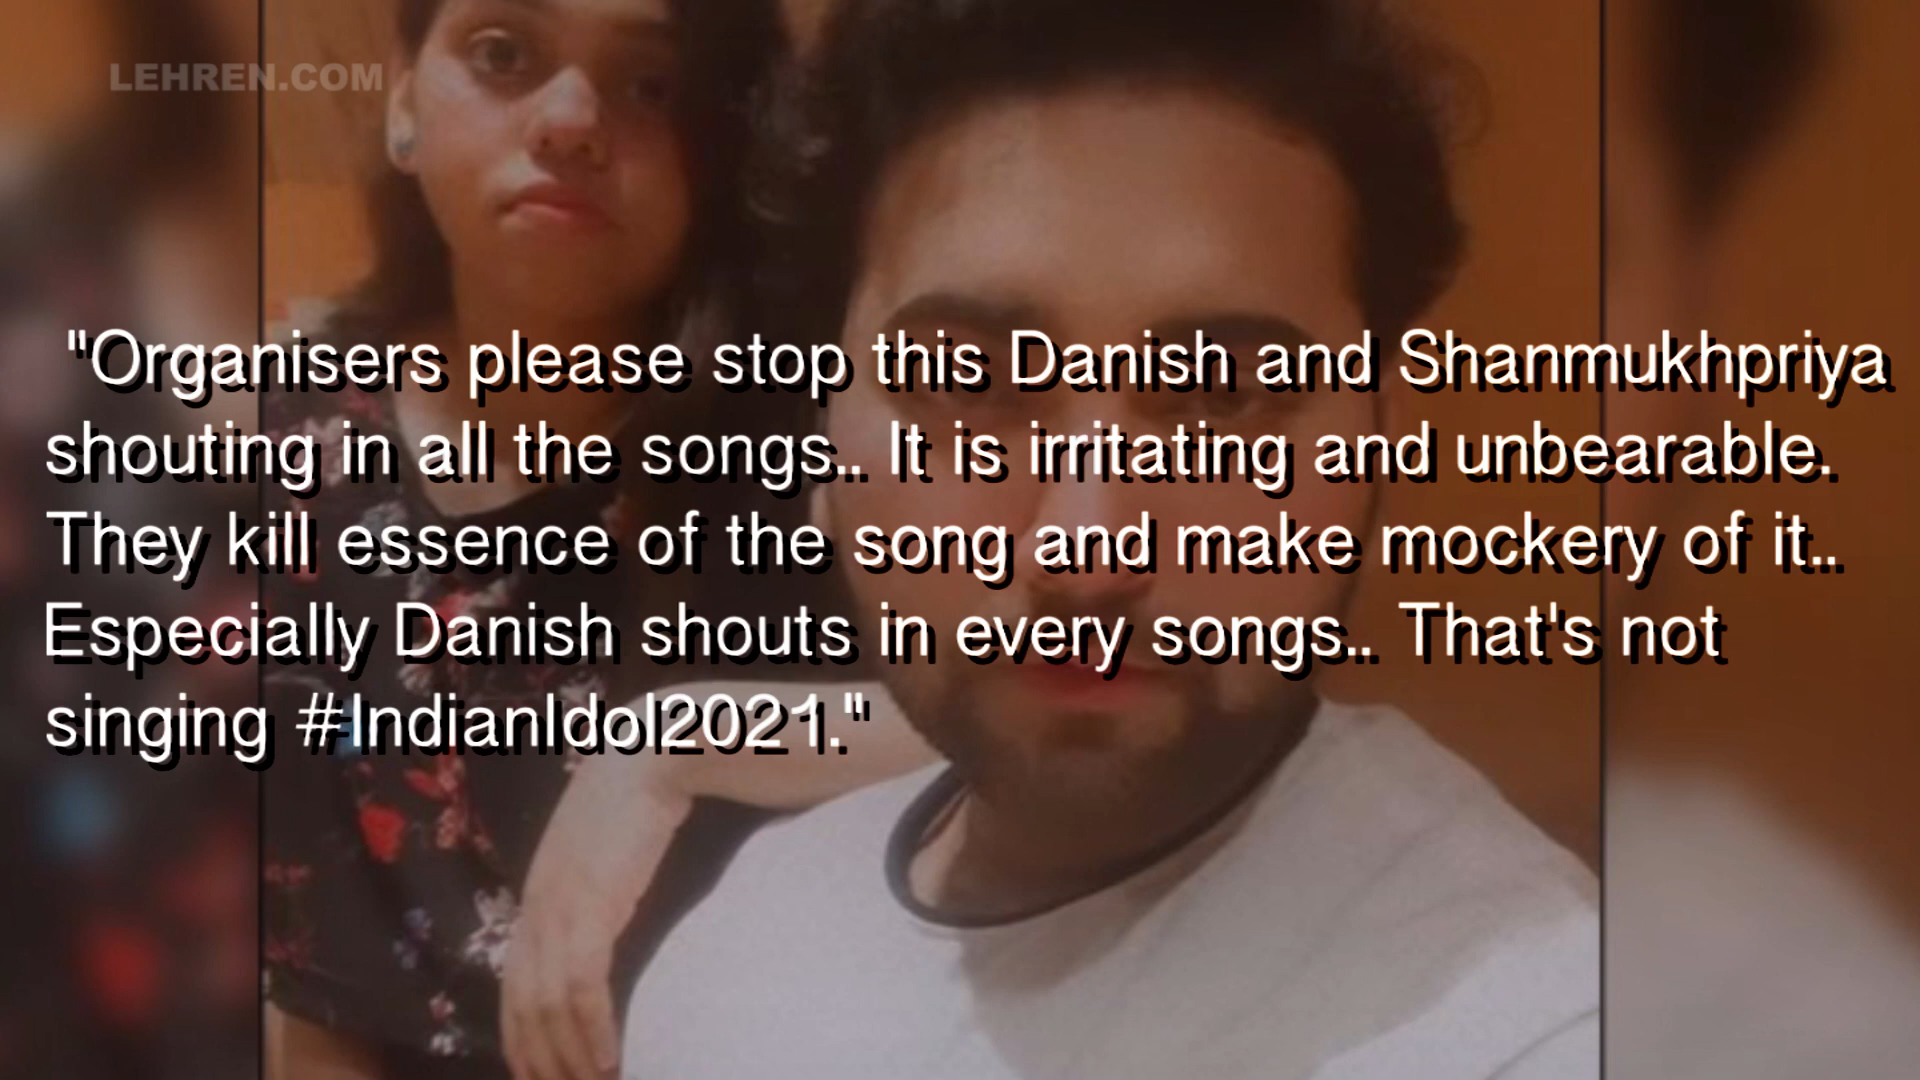 LEHREN.COM
"Organisers please stop this Danish and Shanmukhpriya
shouting in all the songs.. It is irritating and unbearable.
They kill essence of the song and make mockery of it..
Especially Danish shouts in every songs.. That's not
singing #IndianIdol2021."